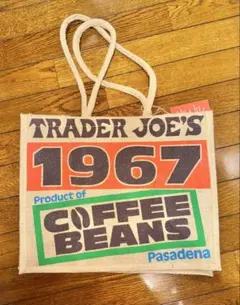 TRADER JOE'S
1967
Product of
COFFEE
BEANS
Pasadena